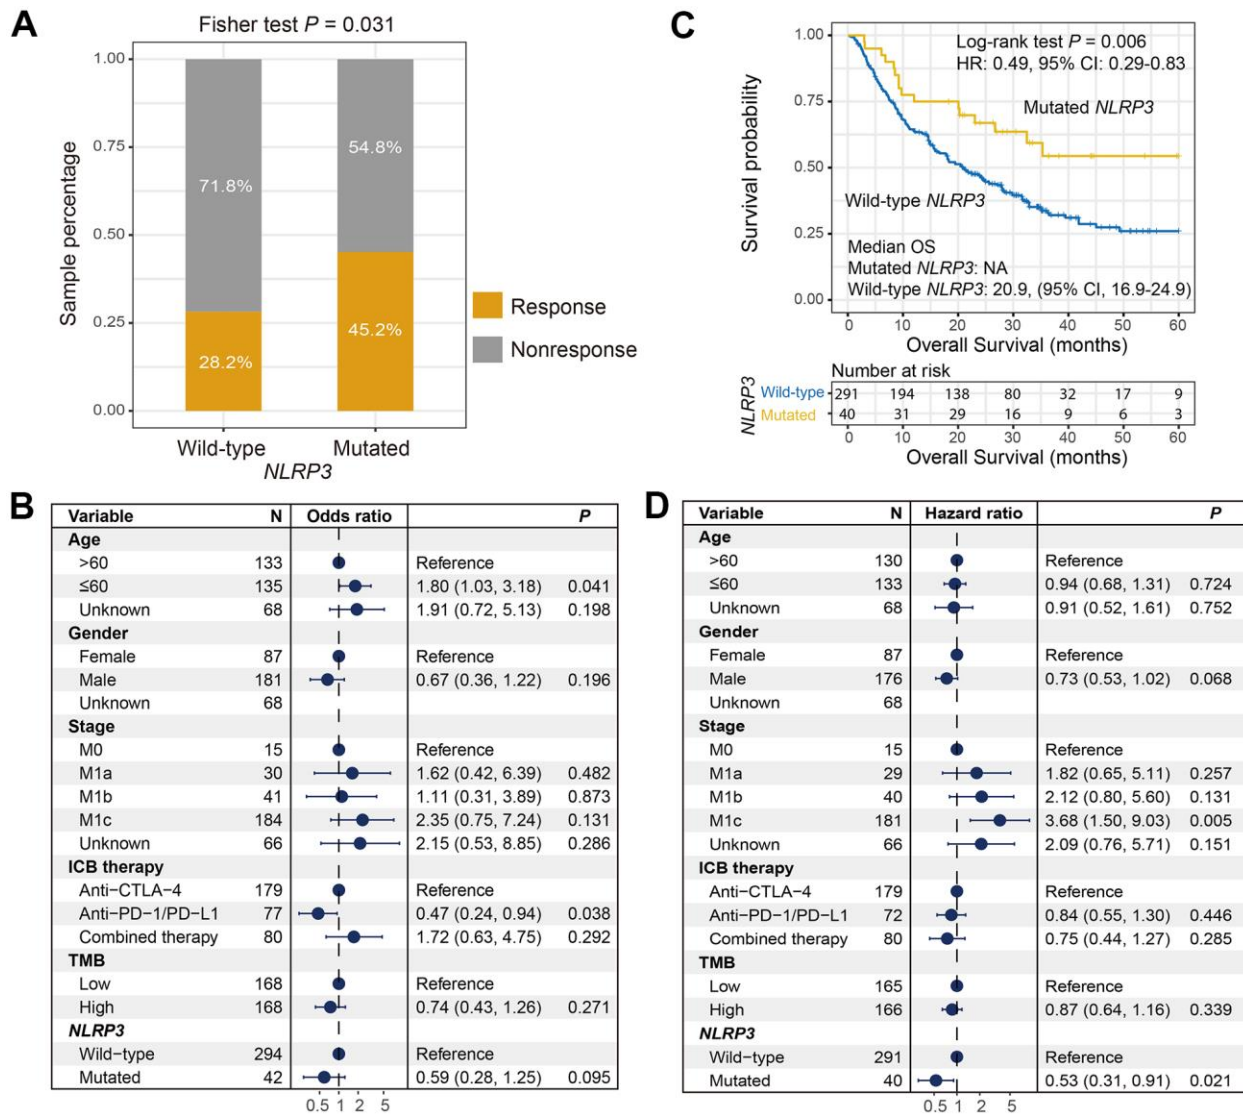 A
Fisher test P = 0.031
Sample percentage
1.00
0.75
0.50
0.25
0.00
71.8%
28.2%
54.8%
45.2%
Wild-type Mutated
NLRP3
Response
Nonresponse
C
Survival probability
1.00
0.75
0.50
0.25
0.00
Log-rank test P = 0.006
HR: 0.49, 95% CI: 0.29-0.83
Mutated NLRP3
Wild-type NLRP3
Median OS
Mutated NLRP3: NA
Wild-type NLRP3: 20.9, (95% CI, 16.9-24.9)
0 10 20 30 40 50 60
Overall Survival (months)
Number at risk
NLRP3
Wild-type 291 194 138 80 32 17 9
Mutated 40 31 29 16 9 6 3
0 10 20 30 40 50 60
Overall Survival (months)
B
Variable N Odds ratio P
Age
>60 133 Reference
≤60 135 1.80 (1.03, 3.18) 0.041
Unknown 68 1.91 (0.72, 5.13) 0.198
Gender
Female 87 Reference
Male 181 0.67 (0.36, 1.22) 0.196
Unknown 68
Stage
M0 15 Reference
M1a 30 1.62 (0.42, 6.39) 0.482
M1b 41 1.11 (0.31, 3.89) 0.873
M1c 184 2.35 (0.75, 7.24) 0.131
Unknown 66 2.15 (0.53, 8.85) 0.286
ICB therapy
Anti−CTLA−4 179 Reference
Anti−PD−1/PD−L1 77 0.47 (0.24, 0.94) 0.038
Combined therapy 80 1.72 (0.63, 4.75) 0.292
TMB
Low 168 Reference
High 168 0.74 (0.43, 1.26) 0.271
NLRP3
Wild−type 294 Reference
Mutated 42 0.59 (0.28, 1.25) 0.095
0.5 1 2 5
D
Variable N Hazard ratio P
Age
>60 130 Reference
≤60 133 0.94 (0.68, 1.31) 0.724
Unknown 68 0.91 (0.52, 1.61) 0.752
Gender
Female 87 Reference
Male 176 0.73 (0.53, 1.02) 0.068
Unknown 68
Stage
M0 15 Reference
M1a 29 1.82 (0.65, 5.11) 0.257
M1b 40 2.12 (0.80, 5.60) 0.131
M1c 181 3.68 (1.50, 9.03) 0.005
Unknown 66 2.09 (0.76, 5.71) 0.151
ICB therapy
Anti−CTLA−4 179 Reference
Anti−PD−1/PD−L1 72 0.84 (0.55, 1.30) 0.446
Combined therapy 80 0.75 (0.44, 1.27) 0.285
TMB
Low 165 Reference
High 166 0.87 (0.64, 1.16) 0.339
NLRP3
Wild−type 291 Reference
Mutated 40 0.53 (0.31, 0.91) 0.021
0.5 1 2 5